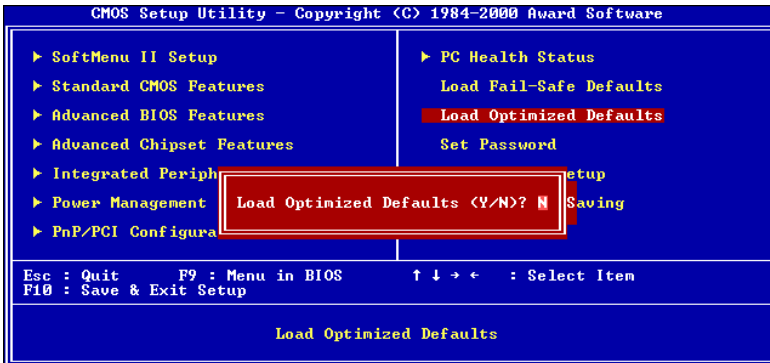 CMOS Setup Utility - Copyright (C) 1984-2000 Award Software
► SoftMenu II Setup
► Standard CMOS Features
► Advanced BIOS Features
► Advanced Chipset Features
► Integrated Periph
► Power Management
► PnP/PCI Configura
► PC Health Status
Load Fail-Safe Defaults
Load Optimized Defaults
Set Password
etup
Saving
Load Optimized Defaults (Y/N)? N
Esc : Quit F9 : Menu in BIOS ↑ ↓ → ← : Select Item
F10 : Save & Exit Setup
Load Optimized Defaults